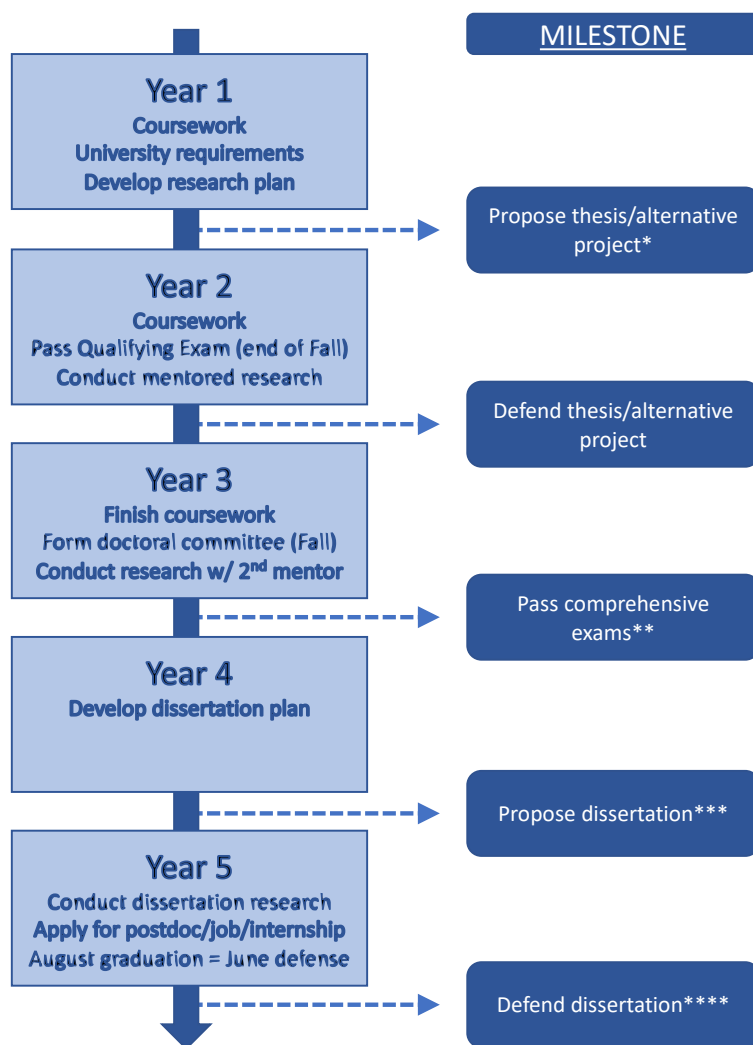 MILESTONE
Year 1
Coursework
University requirements
Develop research plan
Propose thesis/alternative
project*
Year 2
Coursework
Pass Qualifying Exam (end of Fall)
Conduct mentored research
Defend thesis/alternative
project
Year 3
Finish coursework
Form doctoral committee (Fall)
Conduct research w/ 2nd mentor
Pass comprehensive
exams**
Year 4
Develop dissertation plan
Propose dissertation***
Year 5
Conduct dissertation research
Apply for postdoc/job/internship
August graduation = June defense
Defend dissertation****